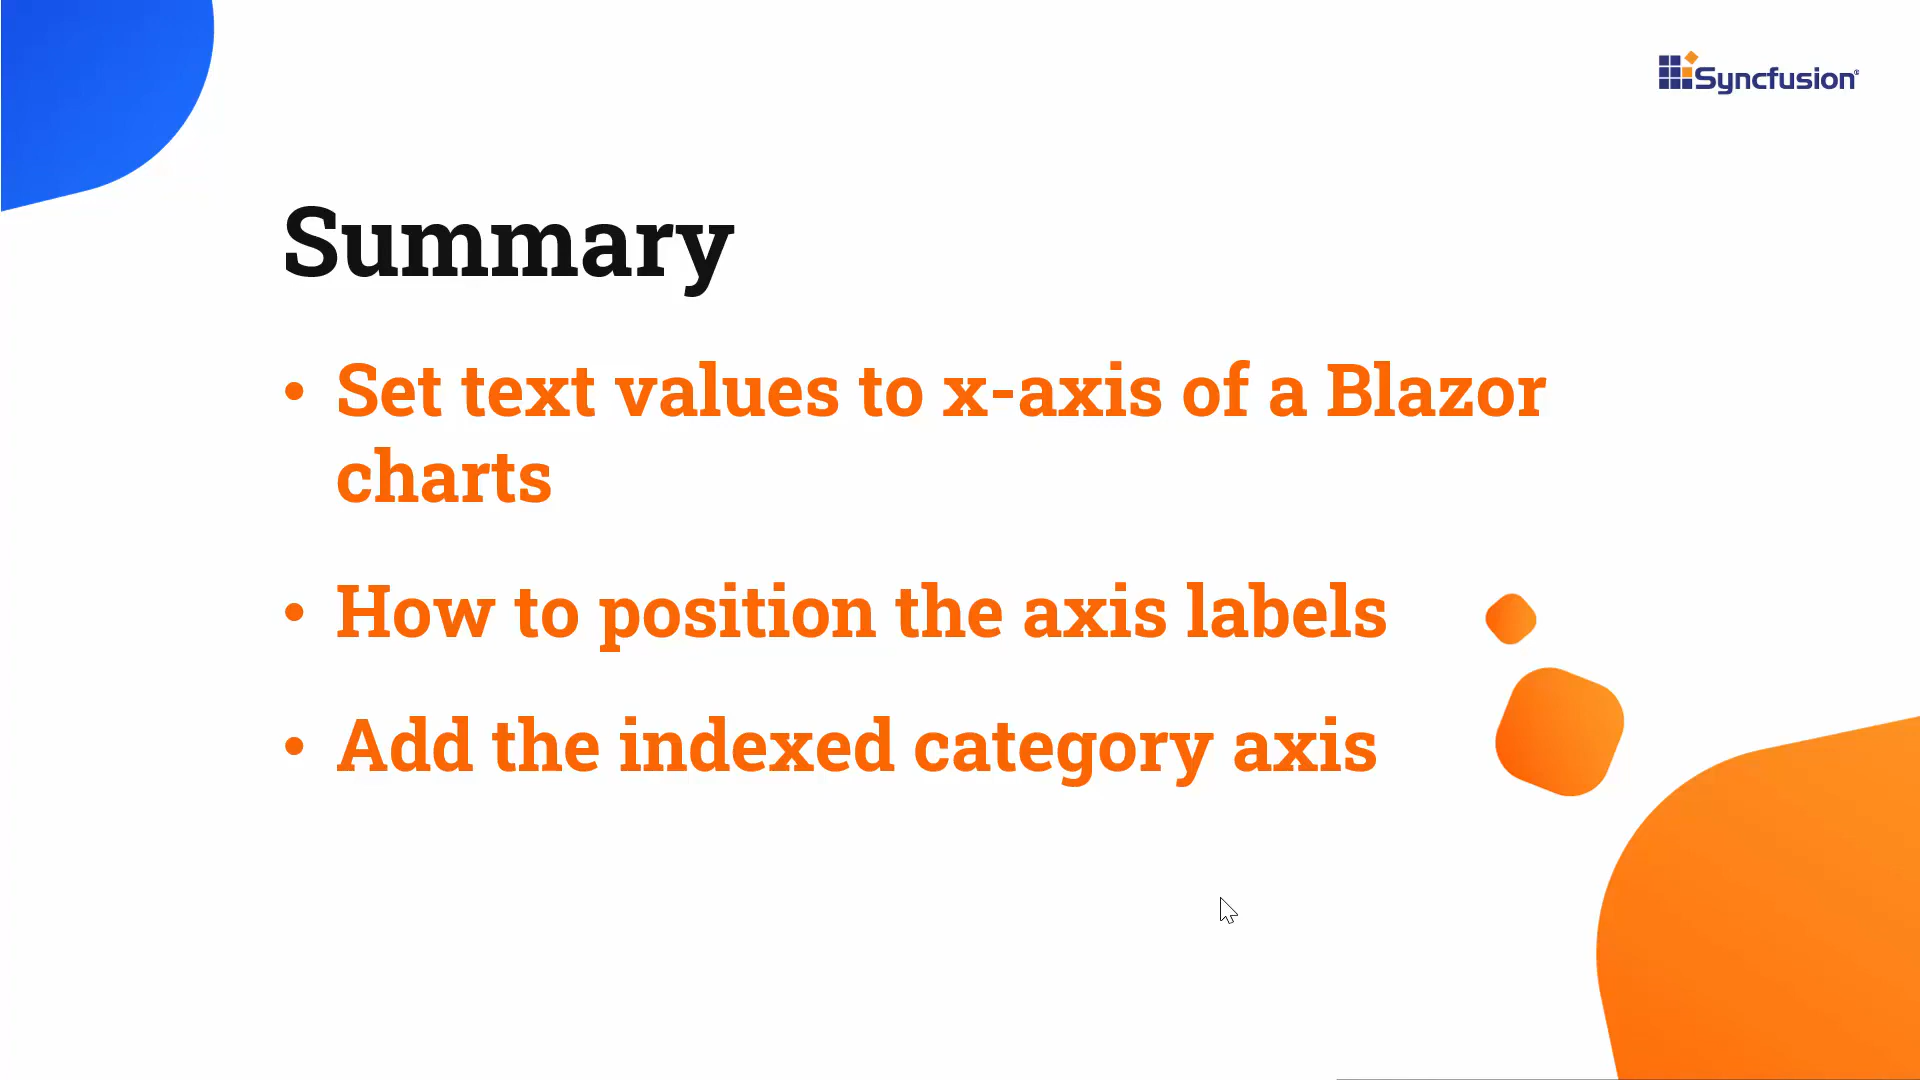 Syncfusion®
Summary
• Set text values to x-axis of a Blazor
charts
• How to position the axis labels
• Add the indexed category axis